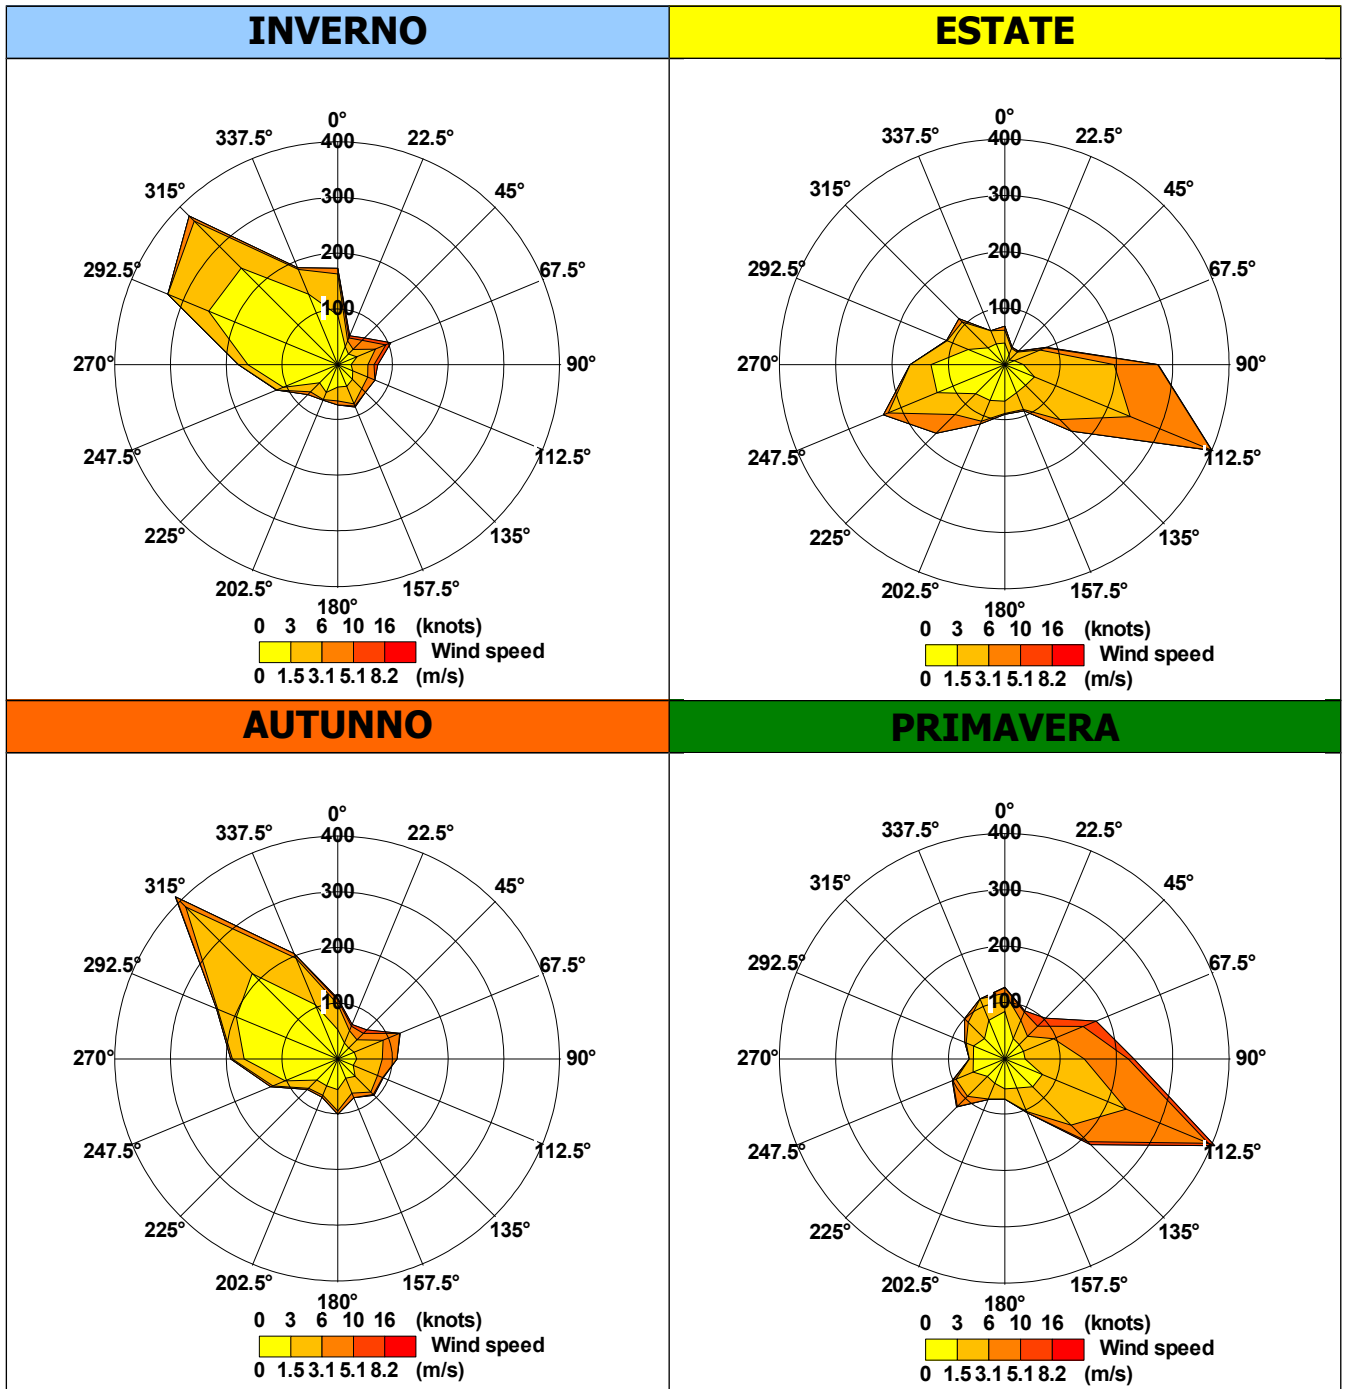 INVERNO
ESTATE
0°
337.5° 400 22.5°
315° 300 45°
292.5° 200 67.5°
100
270° 90°
247.5° 112.5°
225° 135°
202.5° 157.5°
180°
0 3 6 10 16 (knots)
Wind speed
0 1.5 3.1 5.1 8.2 (m/s)
0°
337.5° 400 22.5°
315° 300 45°
292.5° 200 67.5°
100
270° 90°
247.5° 112.5°
225° 135°
202.5° 157.5°
180°
0 3 6 10 16 (knots)
Wind speed
0 1.5 3.1 5.1 8.2 (m/s)
AUTUNNO
PRIMAVERA
0°
337.5° 400 22.5°
315° 300 45°
292.5° 200 67.5°
100
270° 90°
247.5° 112.5°
225° 135°
202.5° 157.5°
180°
0 3 6 10 16 (knots)
Wind speed
0 1.5 3.1 5.1 8.2 (m/s)
0°
337.5° 400 22.5°
315° 300 45°
292.5° 200 67.5°
100
270° 90°
247.5° 112.5°
225° 135°
202.5° 157.5°
180°
0 3 6 10 16 (knots)
Wind speed
0 1.5 3.1 5.1 8.2 (m/s)